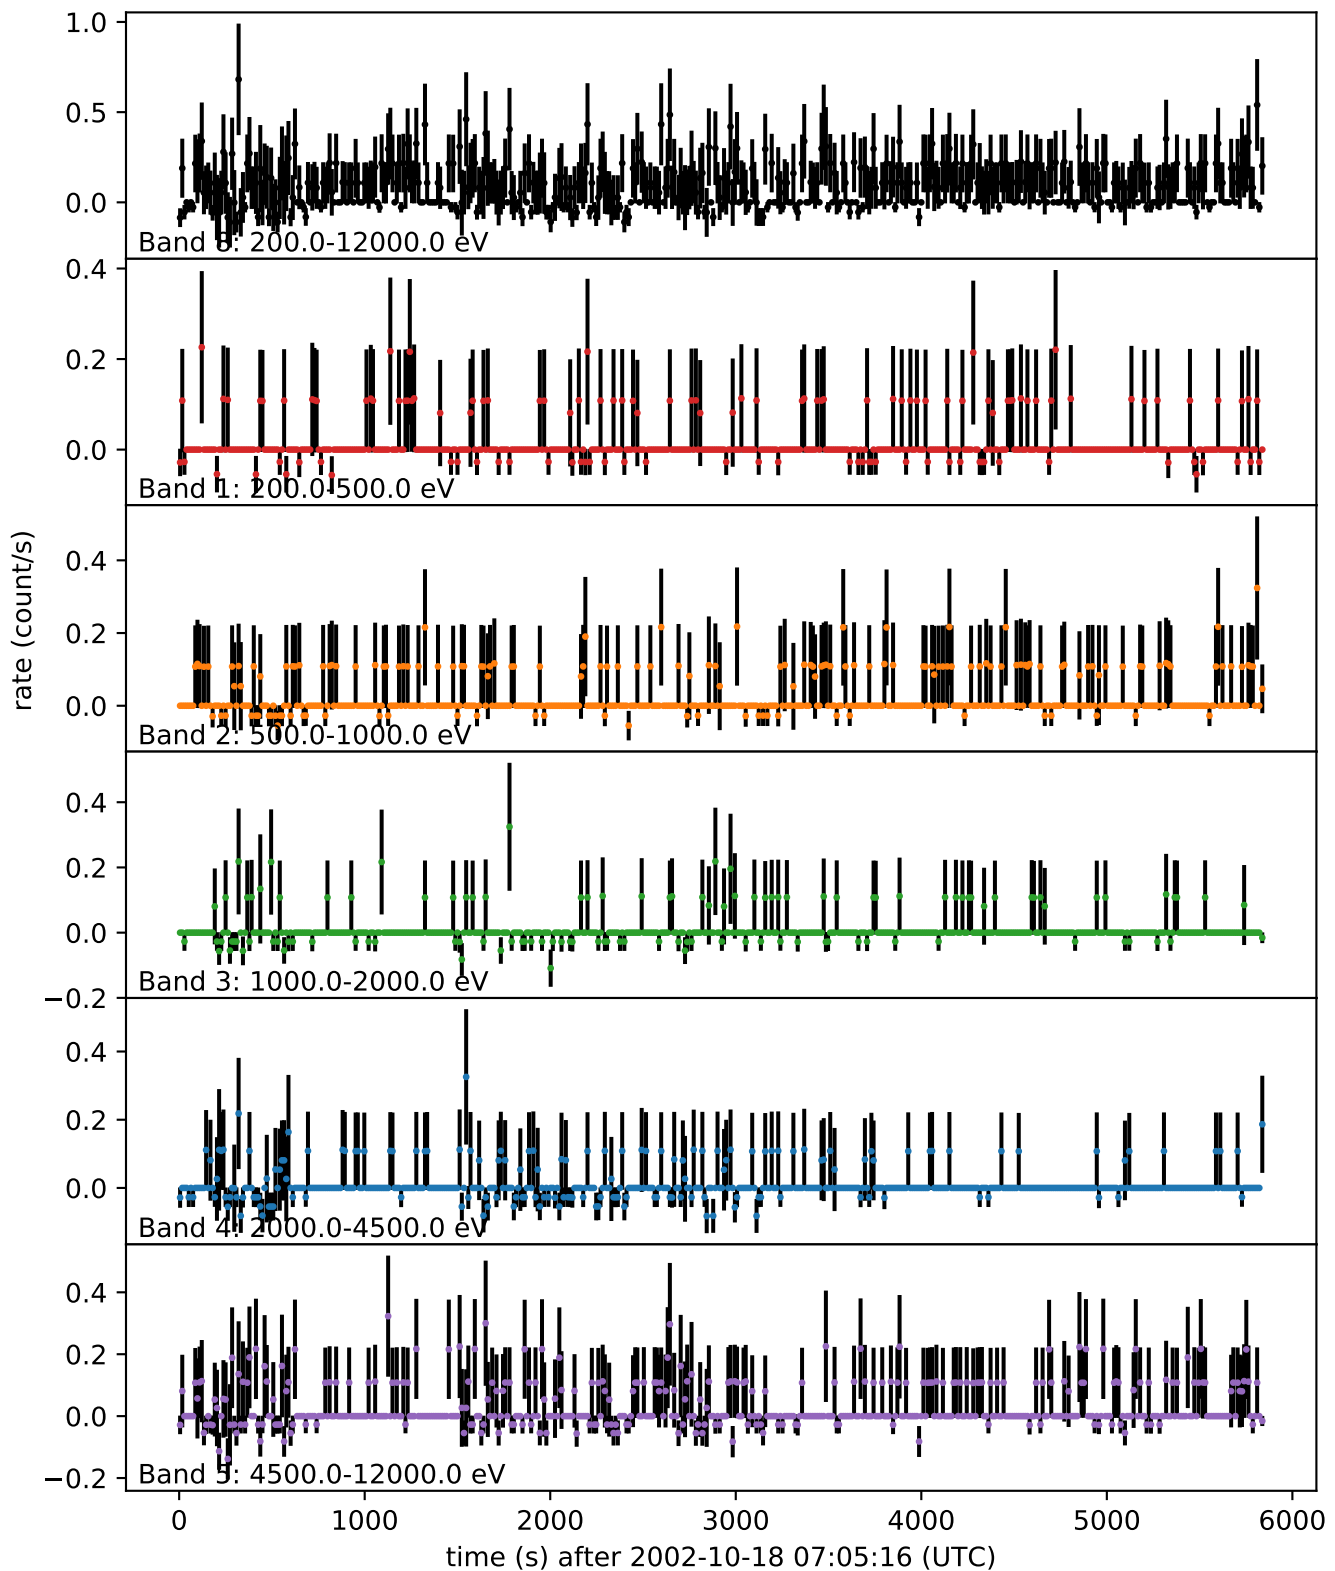 1.0
0.5
0.0
Band 8: 200.0-12000.0 eV
0.4
0.2
0.0
Band 1: 200.0-500.0 eV
0.4
0.2
0.0
Band 2: 500.0-1000.0 eV
rate (count/s)
0.4
0.2
0.0
−0.2
Band 3: 1000.0-2000.0 eV
0.4
0.2
0.0
Band 4: 2000.0-4500.0 eV
0.4
0.2
0.0
−0.2
Band 5: 4500.0-12000.0 eV
0 1000 2000 3000 4000 5000 6000
time (s) after 2002-10-18 07:05:16 (UTC)